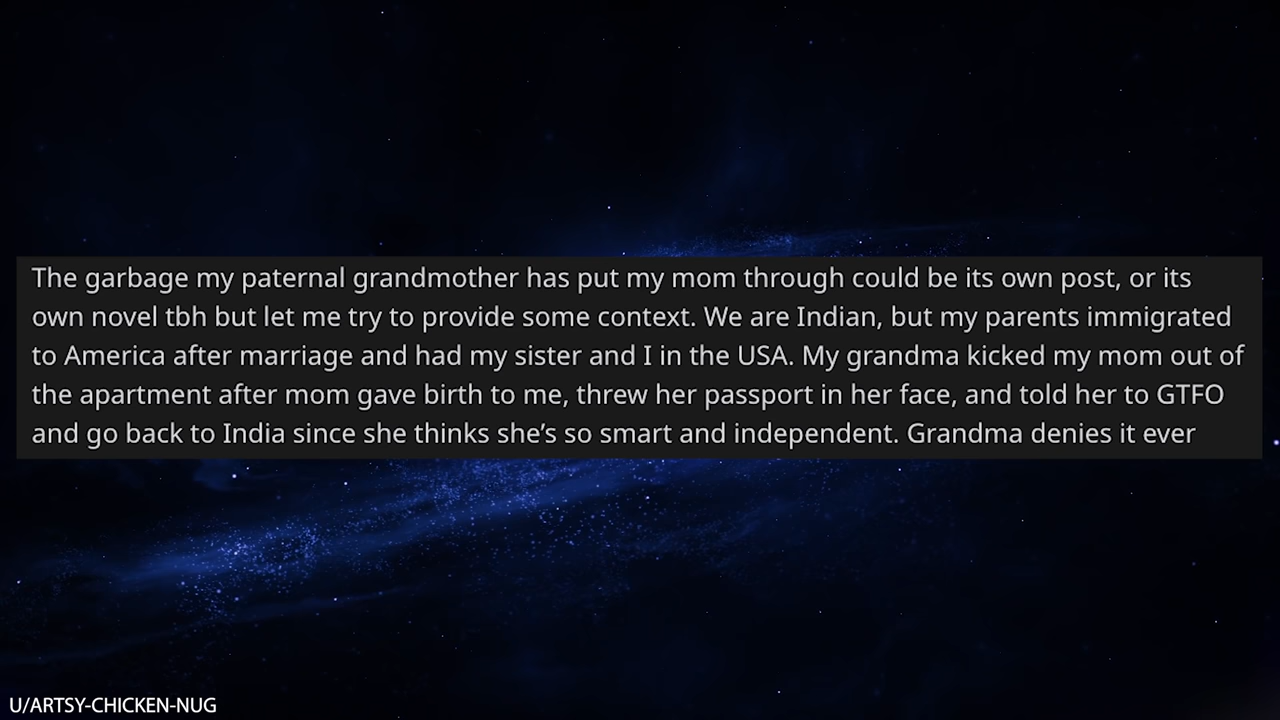 The garbage my paternal grandmother has put my mom through could be its own post, or its
own novel tbh but let me try to provide some context. We are Indian, but my parents immigrated
to America after marriage and had my sister and I in the USA. My grandma kicked my mom out of
the apartment after mom gave birth to me, threw her passport in her face, and told her to GTFO
and go back to India since she thinks she’s so smart and independent. Grandma denies it ever
U/ARTSY-CHICKEN-NUG